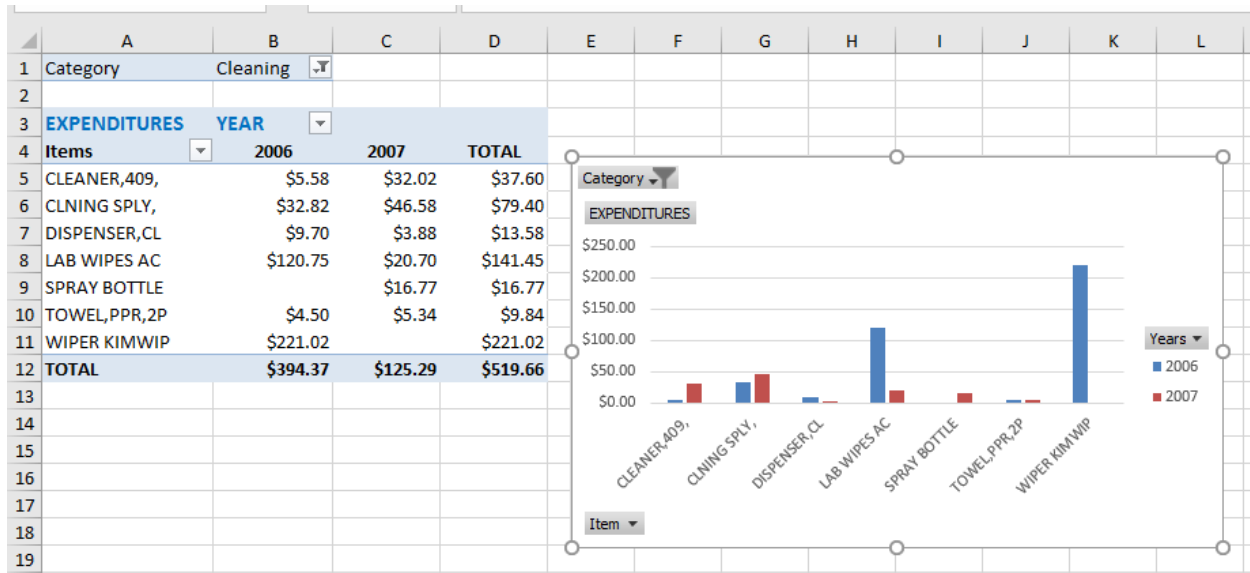 A B C D E F G H I J K L
1 Category Cleaning
2
3 EXPENDITURES YEAR
4 Items 2006 2007 TOTAL
5 CLEANER,409, $5.58 $32.02 $37.60
6 CLNING SPLY, $32.82 $46.58 $79.40
7 DISPENSER,CL $9.70 $3.88 $13.58
8 LAB WIPES AC $120.75 $20.70 $141.45
9 SPRAY BOTTLE $16.77 $16.77
10 TOWEL,PPR,2P $4.50 $5.34 $9.84
11 WIPER KIMWIP $221.02 $221.02
12 TOTAL $394.37 $125.29 $519.66
13
14
15
16
17
18
19
Category
EXPENDITURES
$250.00
$200.00
$150.00
$100.00
$50.00
$0.00
CLEANER,409, CLNING SPLY, DISPENSER,CL LAB WIPES AC SPRAY BOTTLE TOWEL,PPR,2P WIPER KIMWIP
Years
2006
2007
Item